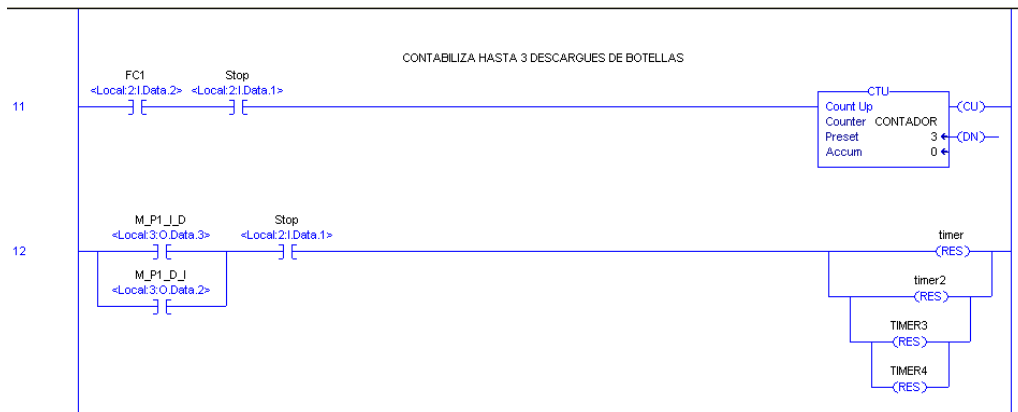 CONTABILIZA HASTA 3 DESCARGUES DE BOTELLAS
FC1 Stop
<Local:2:I.Data.2> <Local:2:I.Data.1>
11
CTU
Count Up
Counter CONTADOR
Preset 3
Accum 0
(CU)
(DN)
M_P1_I_D Stop
<Local:3:O.Data.3> <Local:2:I.Data.1>
12
M_P1_D_I
<Local:3:O.Data.2>
timer
(RES)
timer2
(RES)
TIMER3
(RES)
TIMER4
(RES)